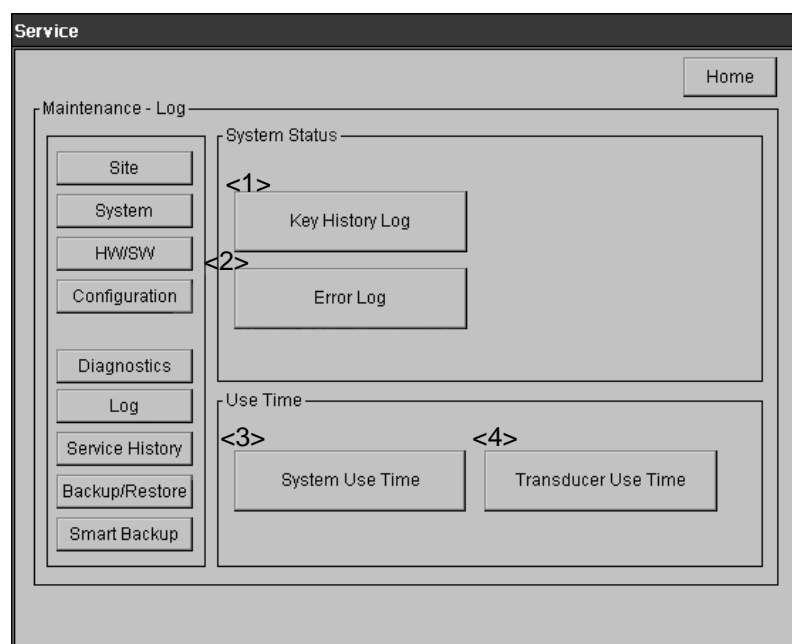 Service
Home
Maintenance - Log
Site
System
HW/SW
Configuration
Diagnostics
Log
Service History
Backup/Restore
Smart Backup
System Status
<1>
Key History Log
<2>
Error Log
Use Time
<3>
System Use Time
<4>
Transducer Use Time